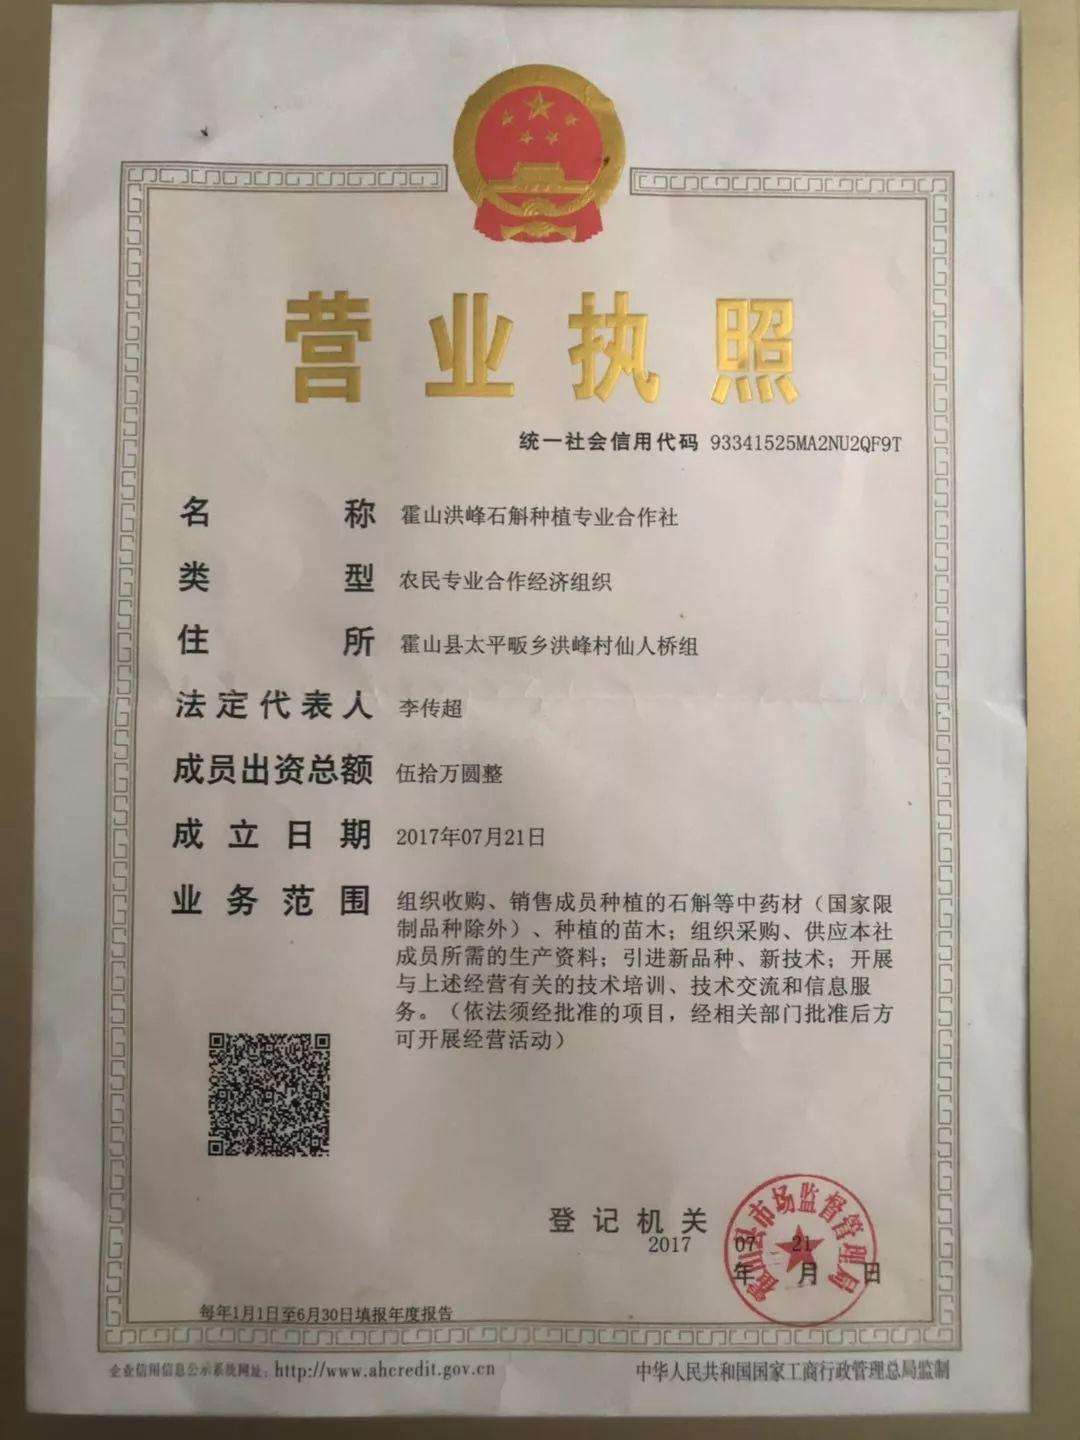 营业执照
统一社会信用代码 93341525MA2NU2QF9T
名称 霍山洪峰石斛种植专业合作社
类型 农民专业合作经济组织
住所 霍山县太平畈乡洪峰村仙人桥组
法定代表人 李传超
成员出资总额 伍拾万圆整
成立日期 2017年07月21日
业务范围 组织收购、销售成员种植的石斛等中药材（国家限
制品种除外）、种植的苗木；组织采购、供应本社
成员所需的生产资料；引进新品种、新技术；开展
与上述经营有关的技术培训、技术交流和信息服
务。（依法须经批准的项目，经相关部门批准后方
可开展经营活动）
登记机关
霍山县市场监督管理局
2017 07 21
年 月 日
每年1月1日至6月30日填报年度报告
企业信用信息公示系统网址：http://www.ahcredit.gov.cn
中华人民共和国国家工商行政管理总局监制